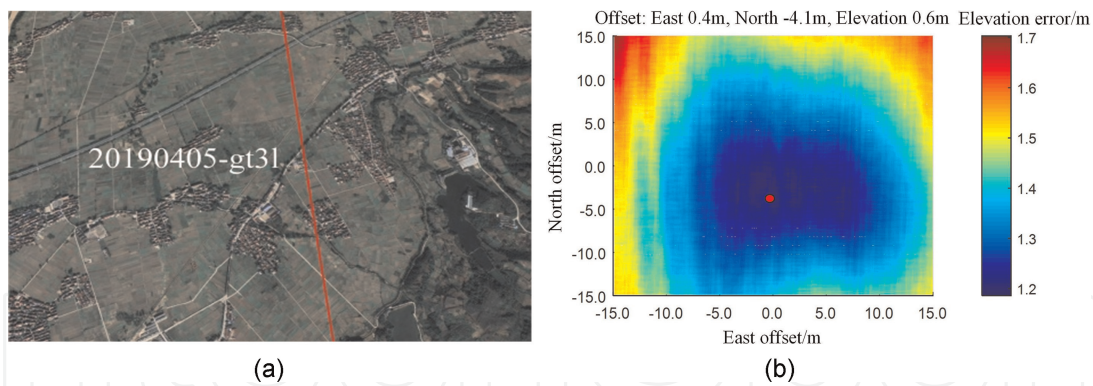 20190405-gt3l
(a)
Offset: East 0.4m, North -4.1m, Elevation 0.6m
Elevation error/m
North offset/m
15.0
10.0
5.0
0.0
-5.0
-10.0
-15.0
-15.0 -10.0 -5.0 0.0 5.0 10.0 15.0
East offset/m
1.7
1.6
1.5
1.4
1.3
1.2
(b)